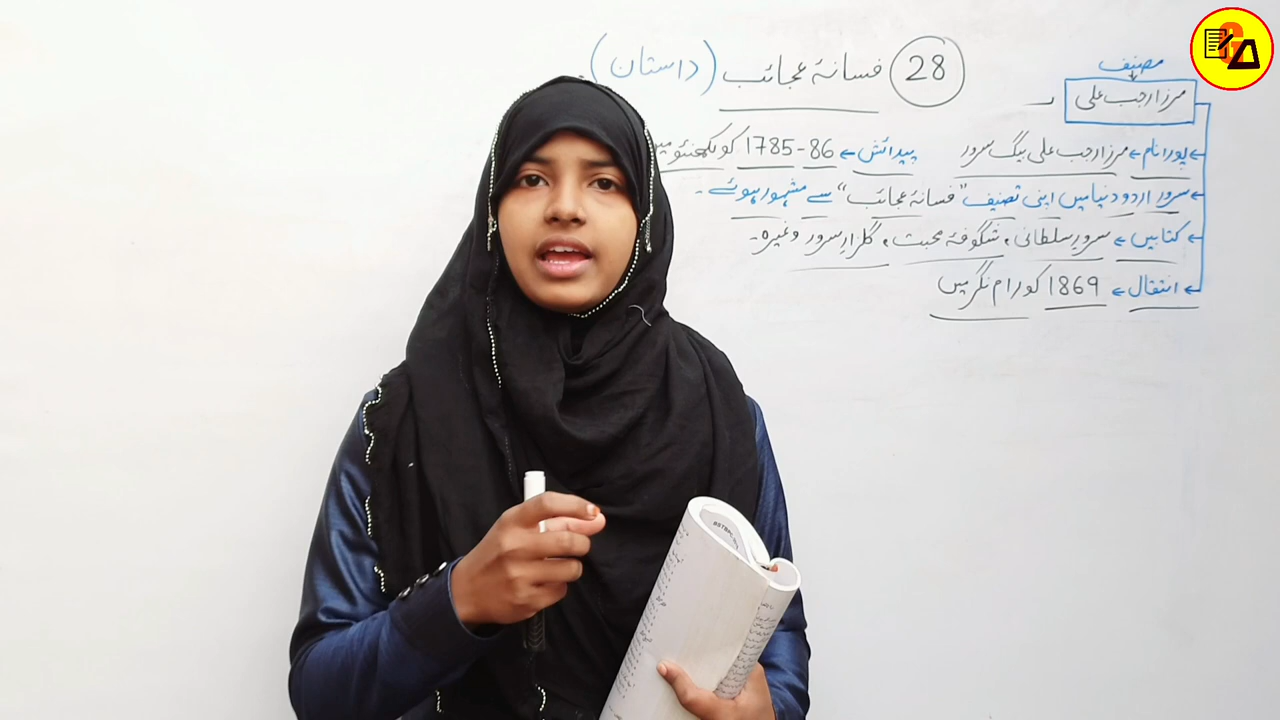 28 فسانۂ عجائب (داستان)
مصنف
مرزا رجب علی
پورا نام ← مرزا رجب علی بیگ سرور
پیدائش ← 86-1785 کو لکھنؤ میں
سرور اردو دنیا میں اپنی تصنیف "فسانۂ عجائب" سے مشہور ہوئے۔
کتابیں ← سرورِ سلطانی، شگوفۂ محبت، گلزارِ سرور وغیرہ۔
انتقال ← 1869 کو رام نگر میں